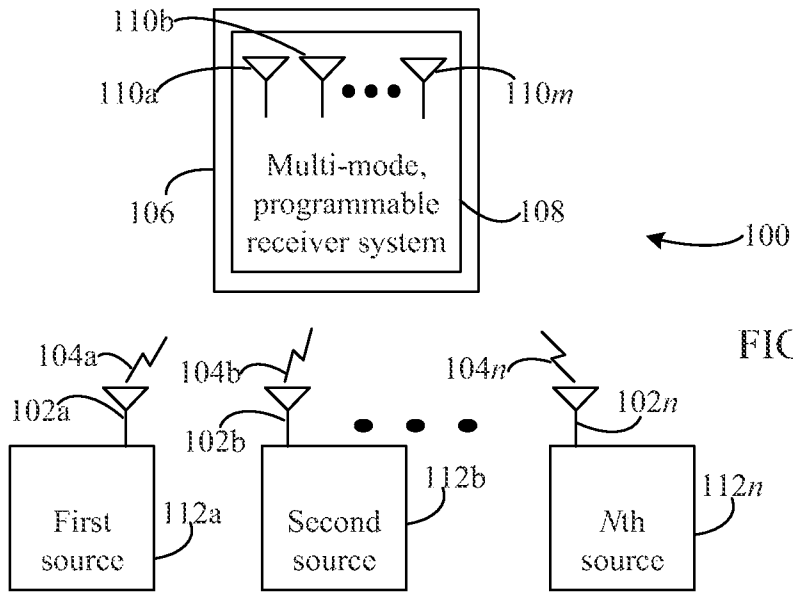 110b
110a
110m
Multi-mode,
programmable
receiver system
106
108
100
104a
104b
104n
FIG
102a
102b
102n
First
source
112a
Second
source
112b
Nth
source
112n